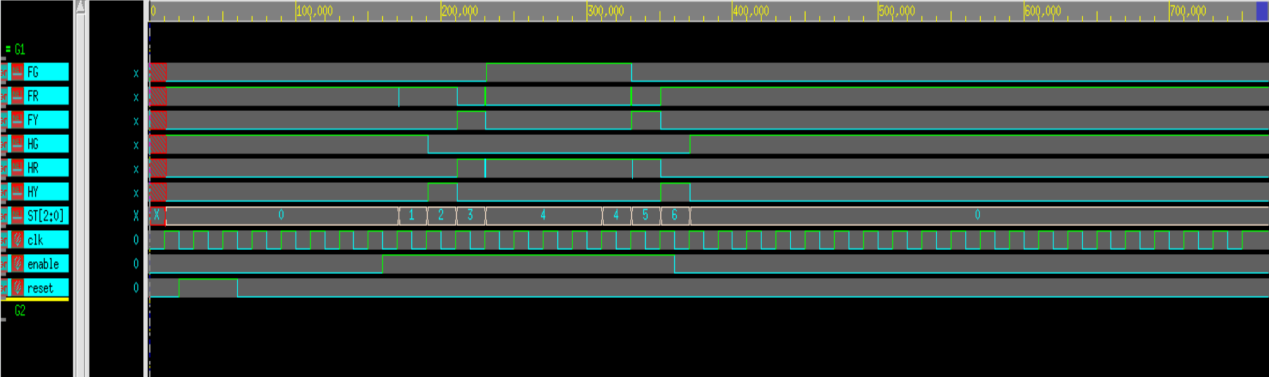 0 100,000 200,000 300,000 400,000 500,000 600,000 700,000
= G1
FG x
FR x
FY x
HG x
HR x
HY x
ST[2:0] X X 0 1 2 3 4 4 5 6 0
clk 0
enable 0
reset 0
G2